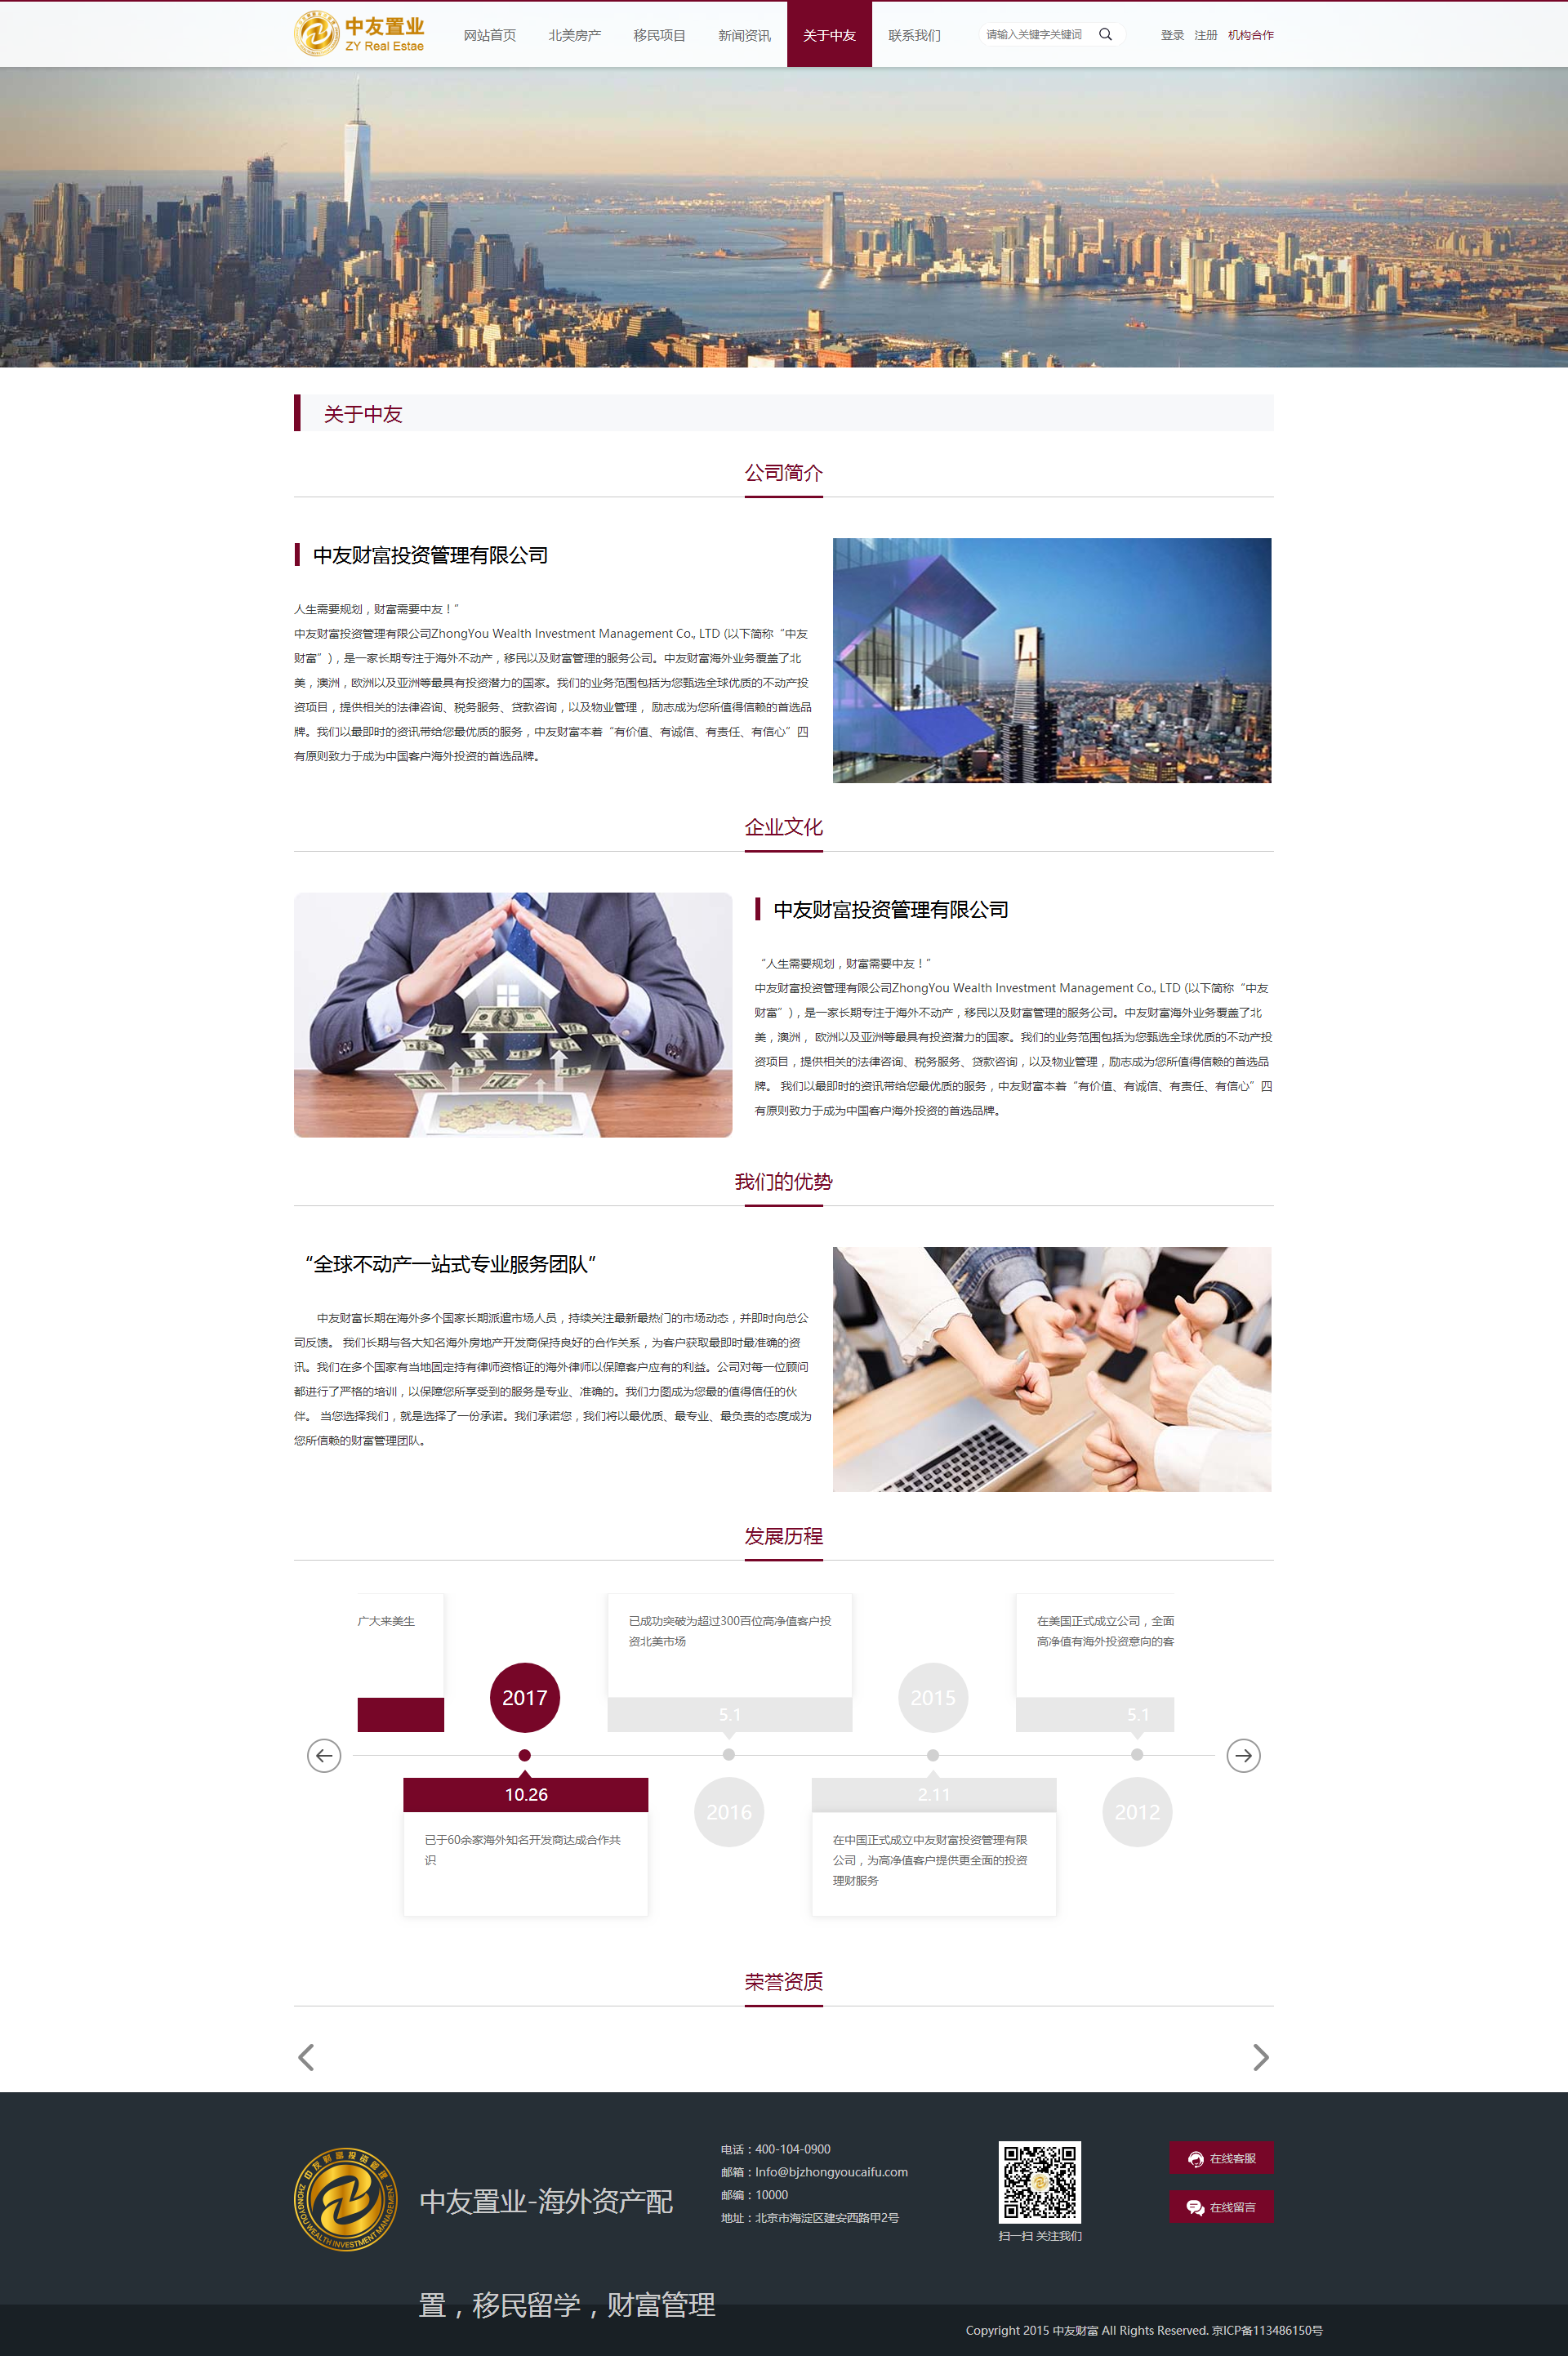 中友置业
ZY Real Estae
网站首页
北美房产
移民项目
新闻资讯
关于中友
联系我们
请输入关键字关键词
登录
注册
机构合作
关于中友
公司简介
中友财富投资管理有限公司
人生需要规划，财富需要中友！”
中友财富投资管理有限公司ZhongYou Wealth Investment Management Co., LTD (以下简称“中友
财富”)，是一家长期专注于海外不动产，移民以及财富管理的服务公司。中友财富海外业务覆盖了北
美，澳洲，欧洲以及亚洲等最具有投资潜力的国家。我们的业务范围包括为您甄选全球优质的不动产投
资项目，提供相关的法律咨询、税务服务、贷款咨询，以及物业管理， 励志成为您所值得信赖的首选品
牌。我们以最即时的资讯带给您最优质的服务，中友财富本着“有价值、有诚信、有责任、有信心”四
有原则致力于成为中国客户海外投资的首选品牌。
企业文化
中友财富投资管理有限公司
“人生需要规划，财富需要中友！”
中友财富投资管理有限公司ZhongYou Wealth Investment Management Co., LTD (以下简称“中友
财富”)，是一家长期专注于海外不动产，移民以及财富管理的服务公司。中友财富海外业务覆盖了北
美，澳洲， 欧洲以及亚洲等最具有投资潜力的国家。我们的业务范围包括为您甄选全球优质的不动产投
资项目，提供相关的法律咨询、税务服务、贷款咨询，以及物业管理，励志成为您所值得信赖的首选品
牌。 我们以最即时的资讯带给您最优质的服务，中友财富本着“有价值、有诚信、有责任、有信心”四
有原则致力于成为中国客户海外投资的首选品牌。
我们的优势
“全球不动产一站式专业服务团队”
中友财富长期在海外多个国家长期派遣市场人员，持续关注最新最热门的市场动态，并即时向总公
司反馈。 我们长期与各大知名海外房地产开发商保持良好的合作关系，为客户获取最即时最准确的资
讯。我们在多个国家有当地固定持有律师资格证的海外律师以保障客户应有的利益。公司对每一位顾问
都进行了严格的培训，以保障您所享受到的服务是专业、准确的。我们力图成为您最的值得信任的伙
伴。 当您选择我们，就是选择了一份承诺。我们承诺您，我们将以最优质、最专业、最负责的态度成为
您所信赖的财富管理团队。
发展历程
广大来美生
2017
10.26
已于60余家海外知名开发商达成合作共
识
已成功突破为超过300百位高净值客户投
资北美市场
5.1
2016
2015
2.11
在中国正式成立中友财富投资管理有限
公司，为高净值客户提供更全面的投资
理财服务
在美国正式成立公司，全面
高净值有海外投资意向的客
5.1
2012
荣誉资质
中友财富投资管理
ZHONGYOU WEALTH INVESTMENT MANAGEMENT
中友置业-海外资产配
置，移民留学，财富管理
电话：400-104-0900
邮箱：Info@bjzhongyoucaifu.com
邮编：10000
地址：北京市海淀区建安西路甲2号
扫一扫 关注我们
在线客服
在线留言
Copyright 2015 中友财富 All Rights Reserved. 京ICP备113486150号